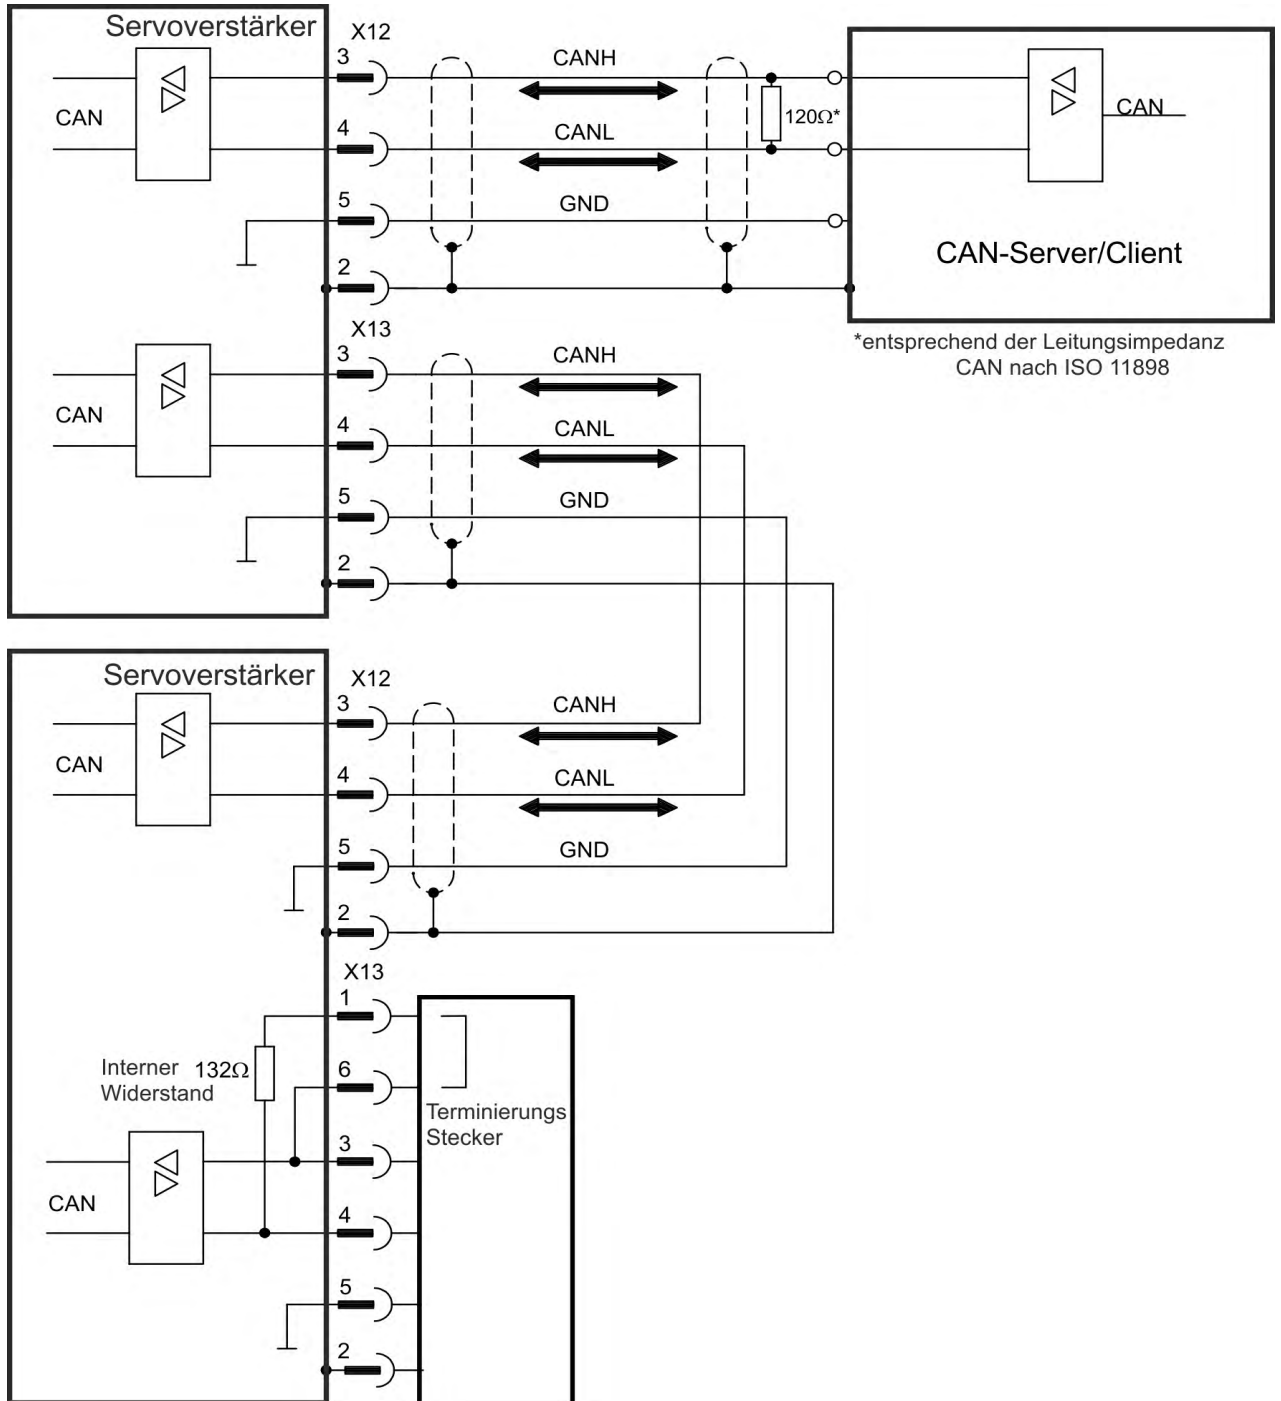 Servoverstärker
X12
3
CANH
CAN
4
CANL
120Ω*
CAN
5
GND
2
CAN-Server/Client
*entsprechend der Leitungsimpedanz
CAN nach ISO 11898
X13
3
CANH
CAN
4
CANL
5
GND
2
Servoverstärker
X12
3
CANH
CAN
4
CANL
5
GND
2
X13
1
Interner 132Ω
Widerstand
6
Terminierungs
Stecker
3
CAN
4
5
2